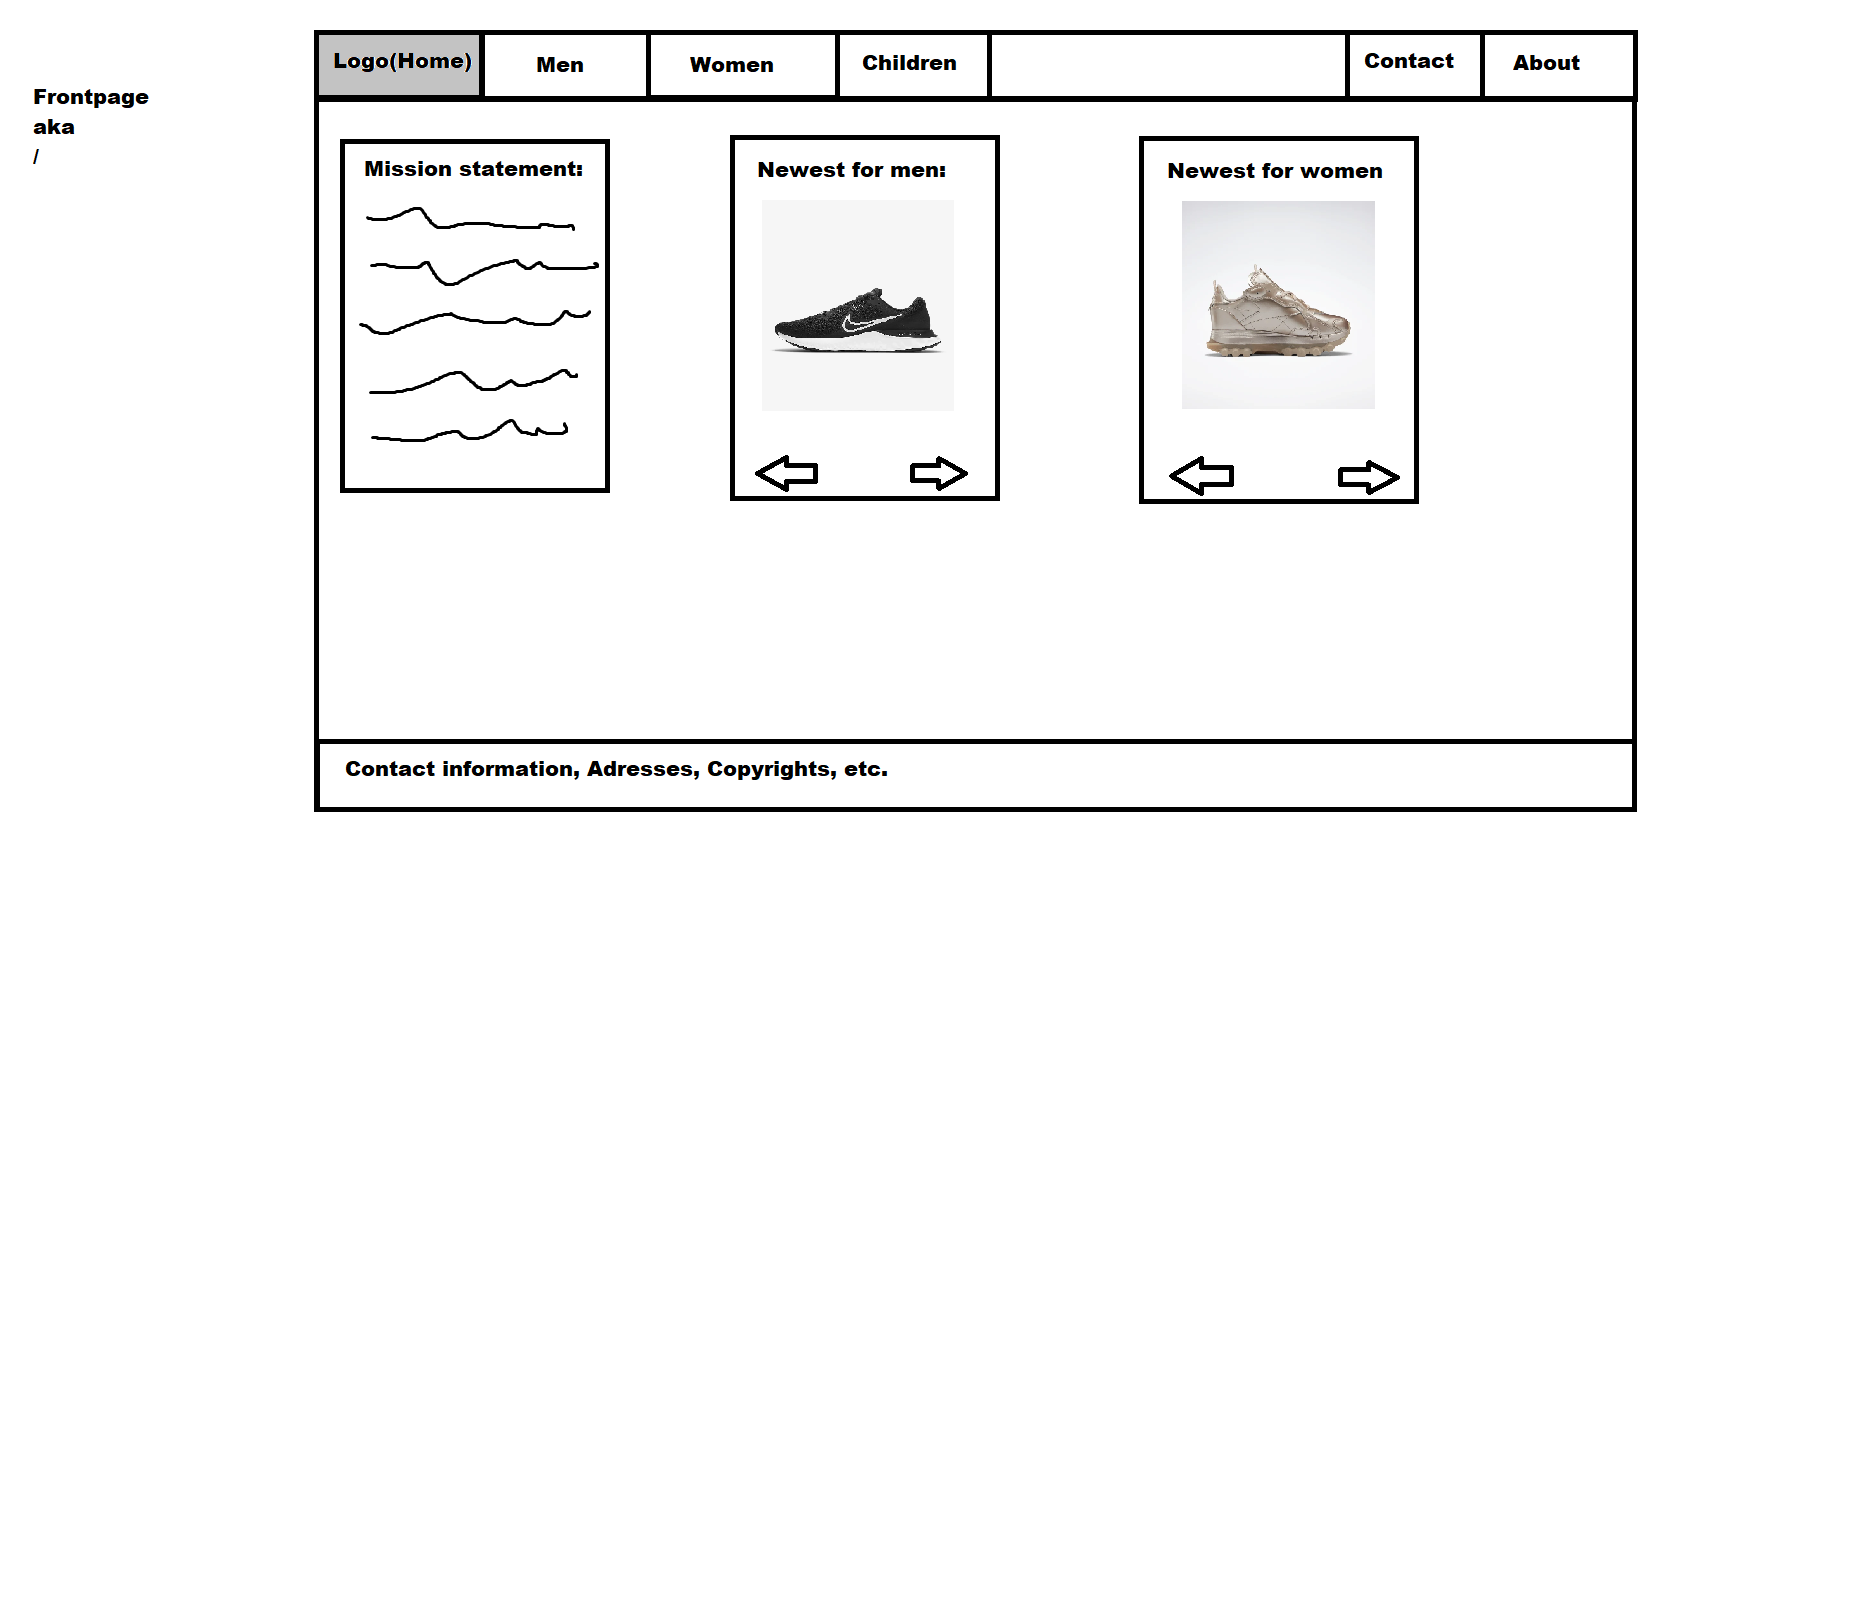 Frontpage
aka
/
Logo(Home)
Men
Women
Children
Contact
About
Mission statement:
Newest for men:
Newest for women
Contact information, Adresses, Copyrights, etc.